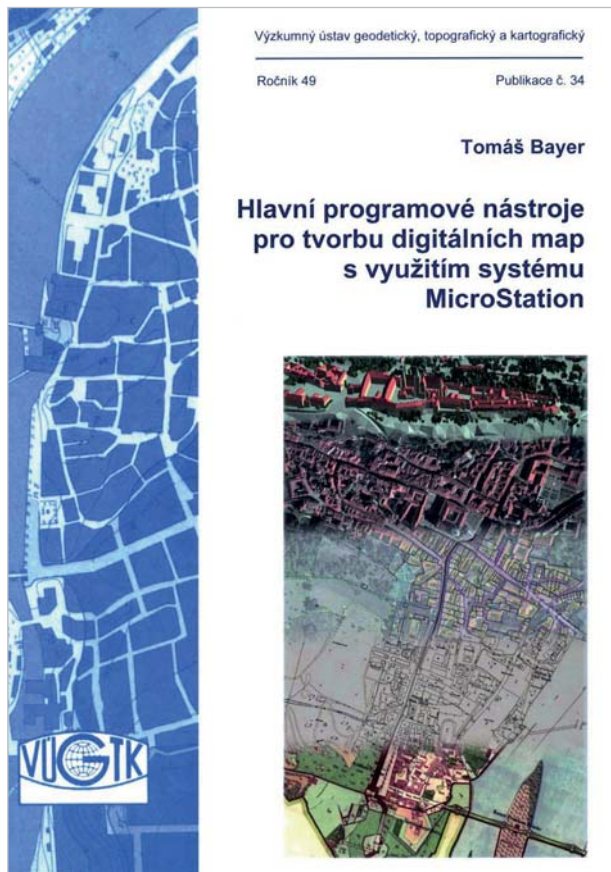 Výzkumný ústav geodetický, topografický a kartografický
Ročník 49 Publikace č. 34
Tomáš Bayer
Hlavní programové nástroje
pro tvorbu digitálních map
s využitím systému
MicroStation
VÚGTK